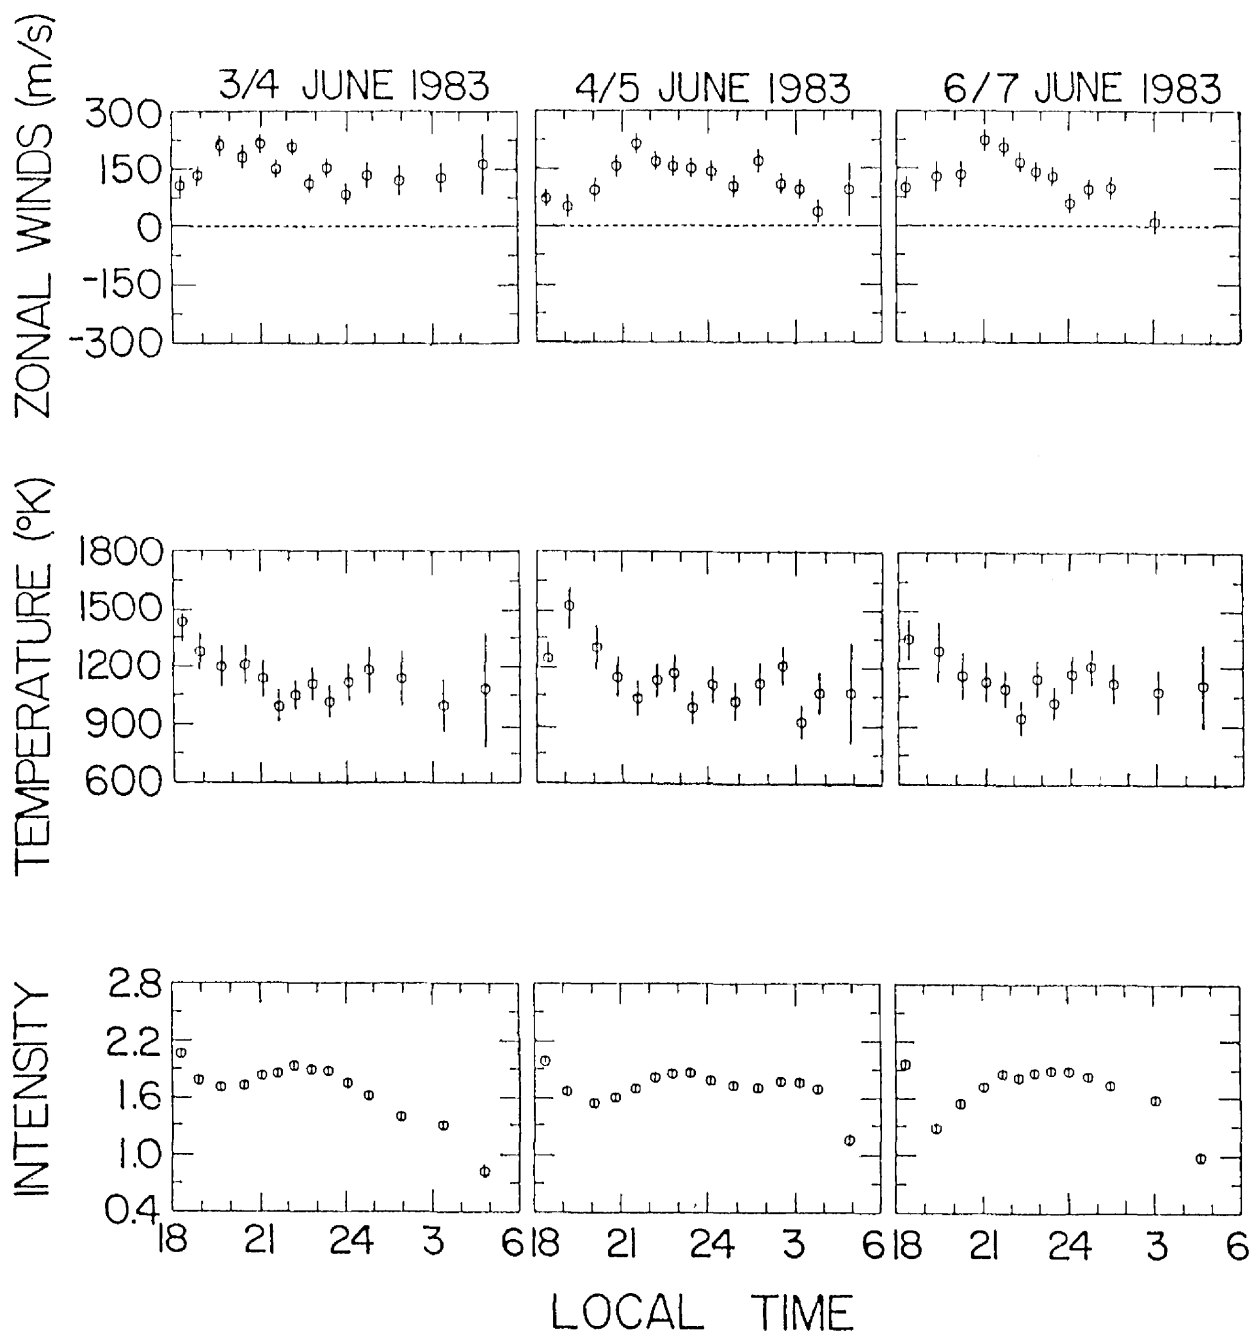 3/4 JUNE 1983
4/5 JUNE 1983
6/7 JUNE 1983
ZONAL WINDS (m/s)
300
150
0
-150
-300
TEMPERATURE (°K)
1800
1500
1200
900
600
INTENSITY
2.8
2.2
1.6
1.0
0.4
18 21 24 3 6
18 21 24 3 6
18 21 24 3 6
LOCAL TIME